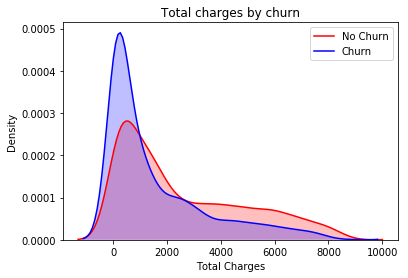 Total charges by churn
No Churn
Churn
Density
0.0005
0.0004
0.0003
0.0002
0.0001
0.0000
0 2000 4000 6000 8000 10000
Total Charges